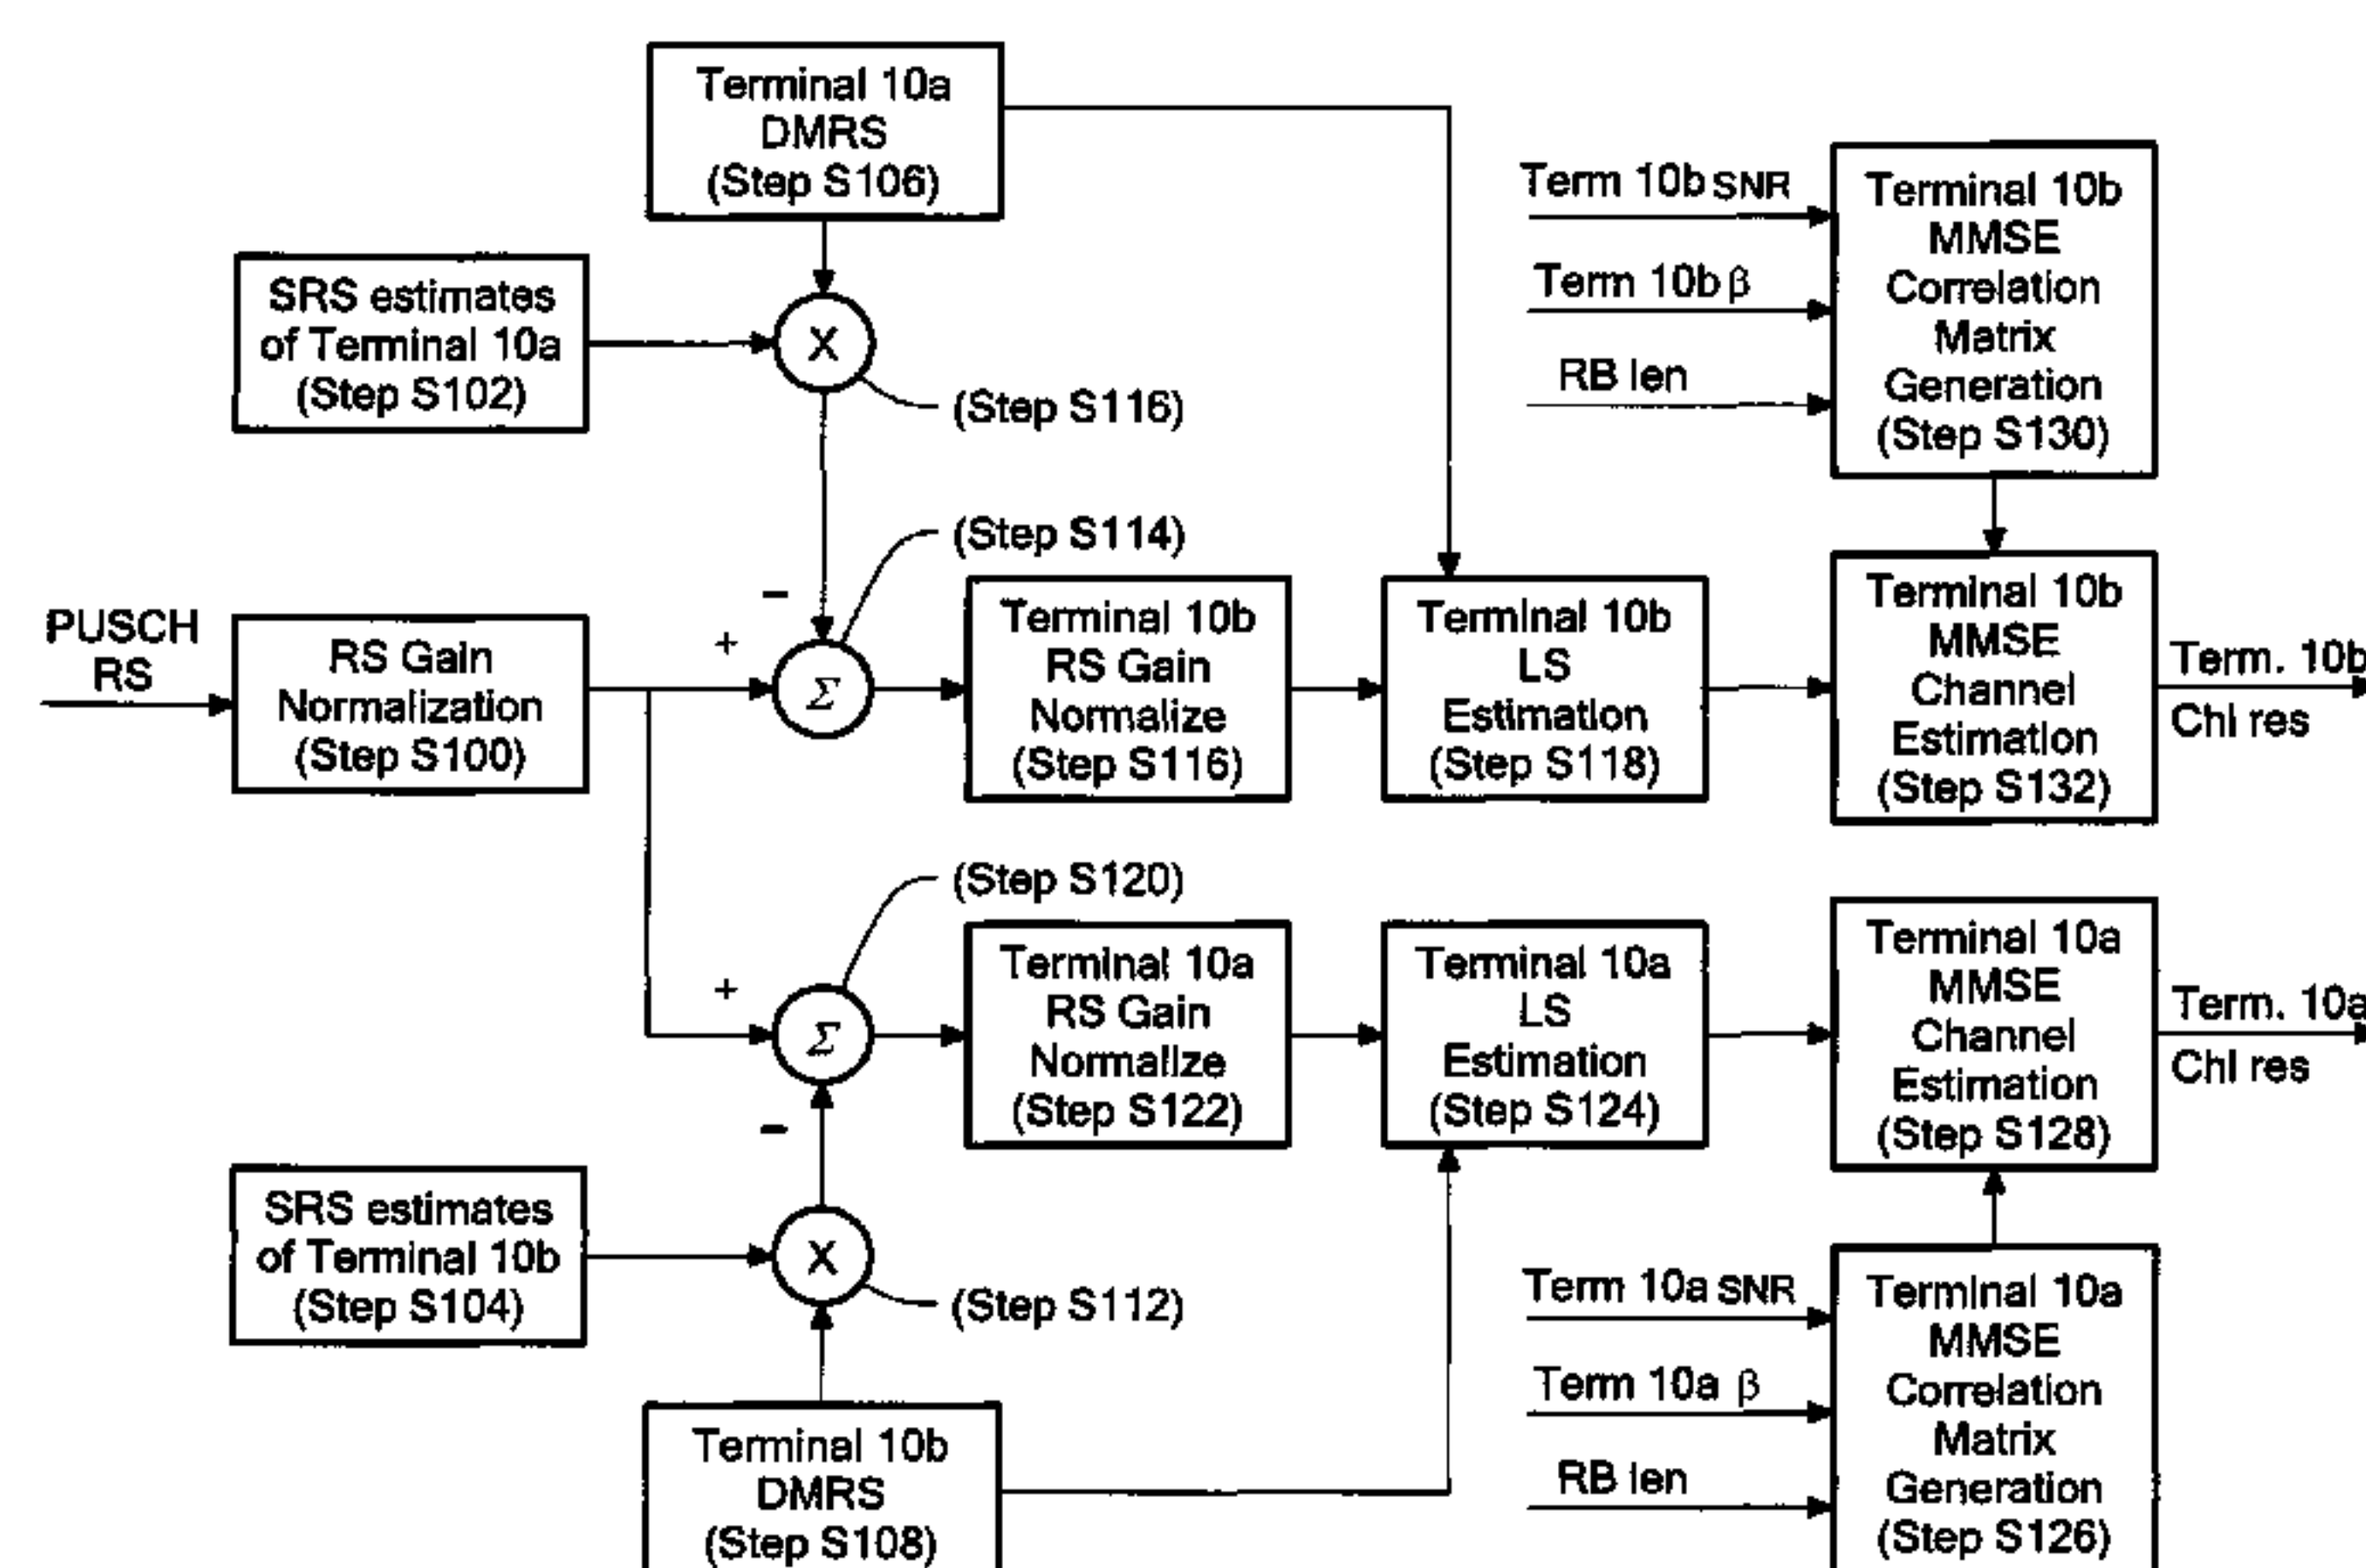 Terminal 10a
DMRS
(Step S106)
SRS estimates
of Terminal 10a
(Step S102)
X
(Step S116)
Term 10b SNR
Term 10b β
RB len
Terminal 10b
MMSE
Correlation
Matrix
Generation
(Step S130)
PUSCH
RS
RS Gain
Normalization
(Step S100)
−
+
Σ
(Step S114)
Terminal 10b
RS Gain
Normalize
(Step S116)
Terminal 10b
LS
Estimation
(Step S118)
Terminal 10b
MMSE
Channel
Estimation
(Step S132)
Term. 10b
Chl res
(Step S120)
+
Σ
−
Terminal 10a
RS Gain
Normalize
(Step S122)
Terminal 10a
LS
Estimation
(Step S124)
Terminal 10a
MMSE
Channel
Estimation
(Step S128)
Term. 10a
Chl res
SRS estimates
of Terminal 10b
(Step S104)
X
(Step S112)
Terminal 10b
DMRS
(Step S108)
Term 10a SNR
Term 10a β
RB len
Terminal 10a
MMSE
Correlation
Matrix
Generation
(Step S126)